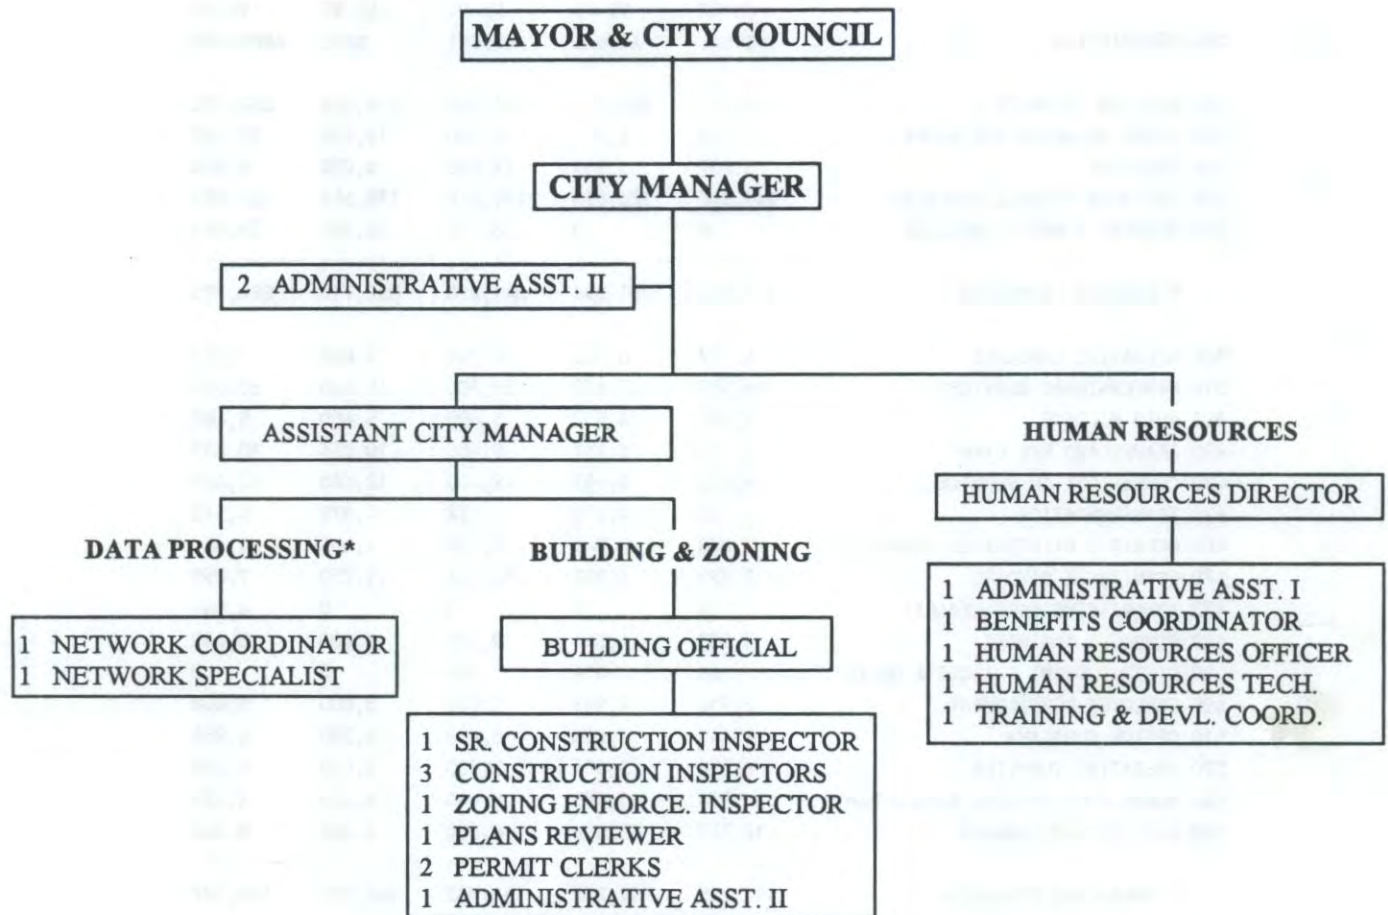 MAYOR & CITY COUNCIL
CITY MANAGER
2 ADMINISTRATIVE ASST. II
ASSISTANT CITY MANAGER
HUMAN RESOURCES
HUMAN RESOURCES DIRECTOR
DATA PROCESSING*
BUILDING & ZONING
1 ADMINISTRATIVE ASST. I
1 BENEFITS COORDINATOR
1 HUMAN RESOURCES OFFICER
1 HUMAN RESOURCES TECH.
1 TRAINING & DEVL. COORD.
1 NETWORK COORDINATOR
1 NETWORK SPECIALIST
BUILDING OFFICIAL
1 SR. CONSTRUCTION INSPECTOR
3 CONSTRUCTION INSPECTORS
1 ZONING ENFORCE. INSPECTOR
1 PLANS REVIEWER
2 PERMIT CLERKS
1 ADMINISTRATIVE ASST. II